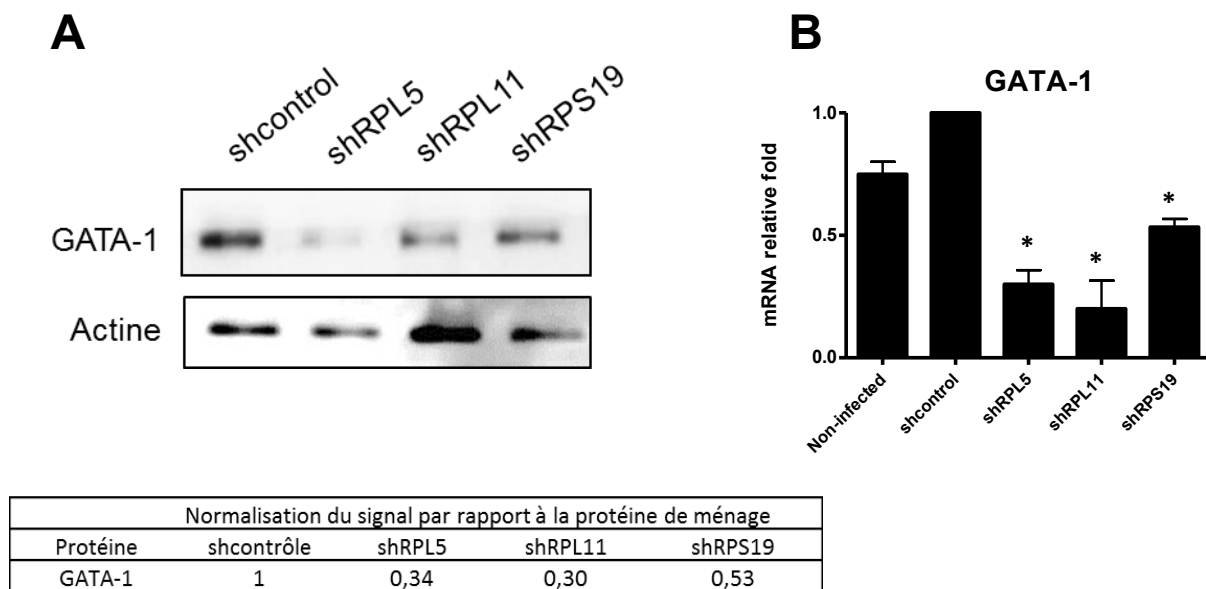 A
shcontrol
shRPL5
shRPL11
shRPS19
GATA-1
Actine
B
GATA-1
mRNA relative fold
1.0
0.5
0.0
*
*
*
Non-infected
shcontrol
shRPL5
shRPL11
shRPS19
Normalisation du signal par rapport à la protéine de ménage
Protéine shcontrôle shRPL5 shRPL11 shRPS19
GATA-1 1 0,34 0,30 0,53